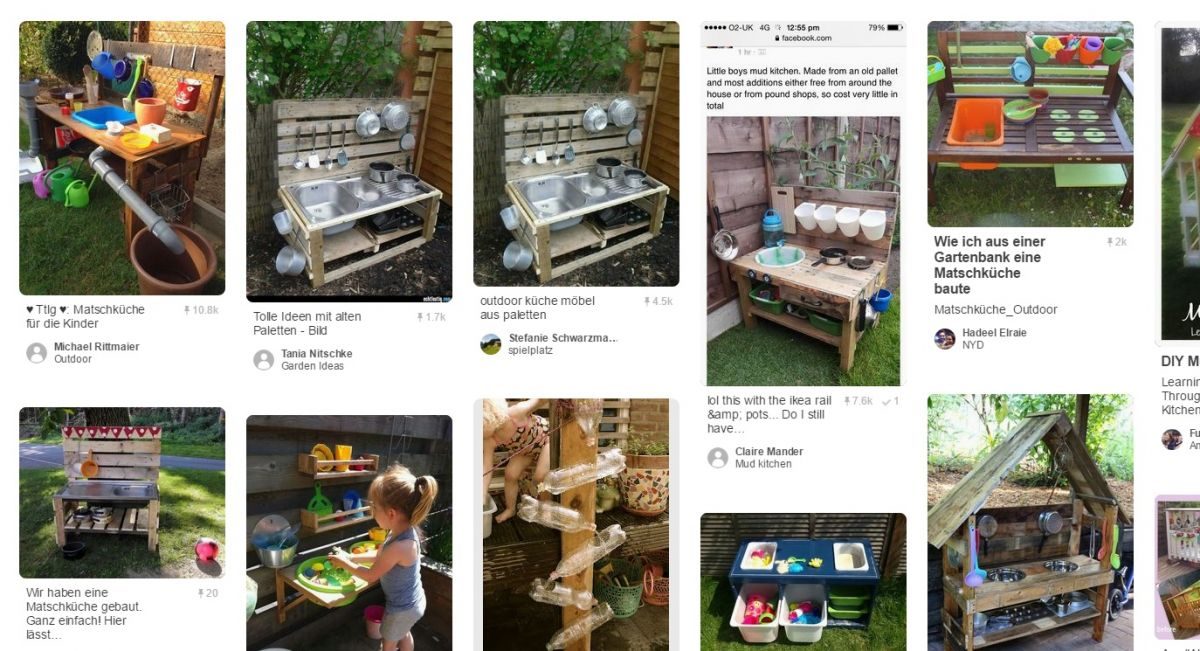 ♥ Ttlg ♥: Matschküche
für die Kinder
10.8k
Michael Rittmaier
Outdoor
Tolle Ideen mit alten
Paletten - Bild
1.7k
Tania Nitschke
Garden Ideas
outdoor küche möbel
aus paletten
4.5k
Stefanie Schwarzma...
spielplatz
O2-UK 4G 12:55 pm 79%
facebook.com
1 hr
Little boys mud kitchen. Made from an old pallet
and most additions either free from around the
house or from pound shops, so cost very little in
total
lol this with the ikea rail
&amp; pots... Do I still
have...
7.6k 1
Claire Mander
Mud kitchen
Wie ich aus einer
Gartenbank eine
Matschküche
baute
2k
Matschküche_Outdoor
Hadeel Elraie
NYD
DIY M
Learnin
Throug
Kitchen
Fu
An
Wir haben eine
Matschküche gebaut.
Ganz einfach! Hier
lässt...
20
before